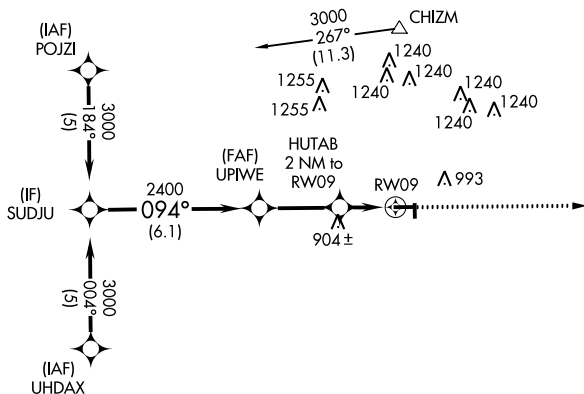 3000
267°
(11.3)
CHIZM
(IAF)
POJZI
1240
1255
1240
1240
1240
1255
1240
1240
3000
184°
(5)
(FAF)
UPIWE
HUTAB
2 NM to
RW09
RW09
993
(IF)
SUDJU
2400
094°
(6.1)
904±
3000
004°
(5)
(IAF)
UHDAX